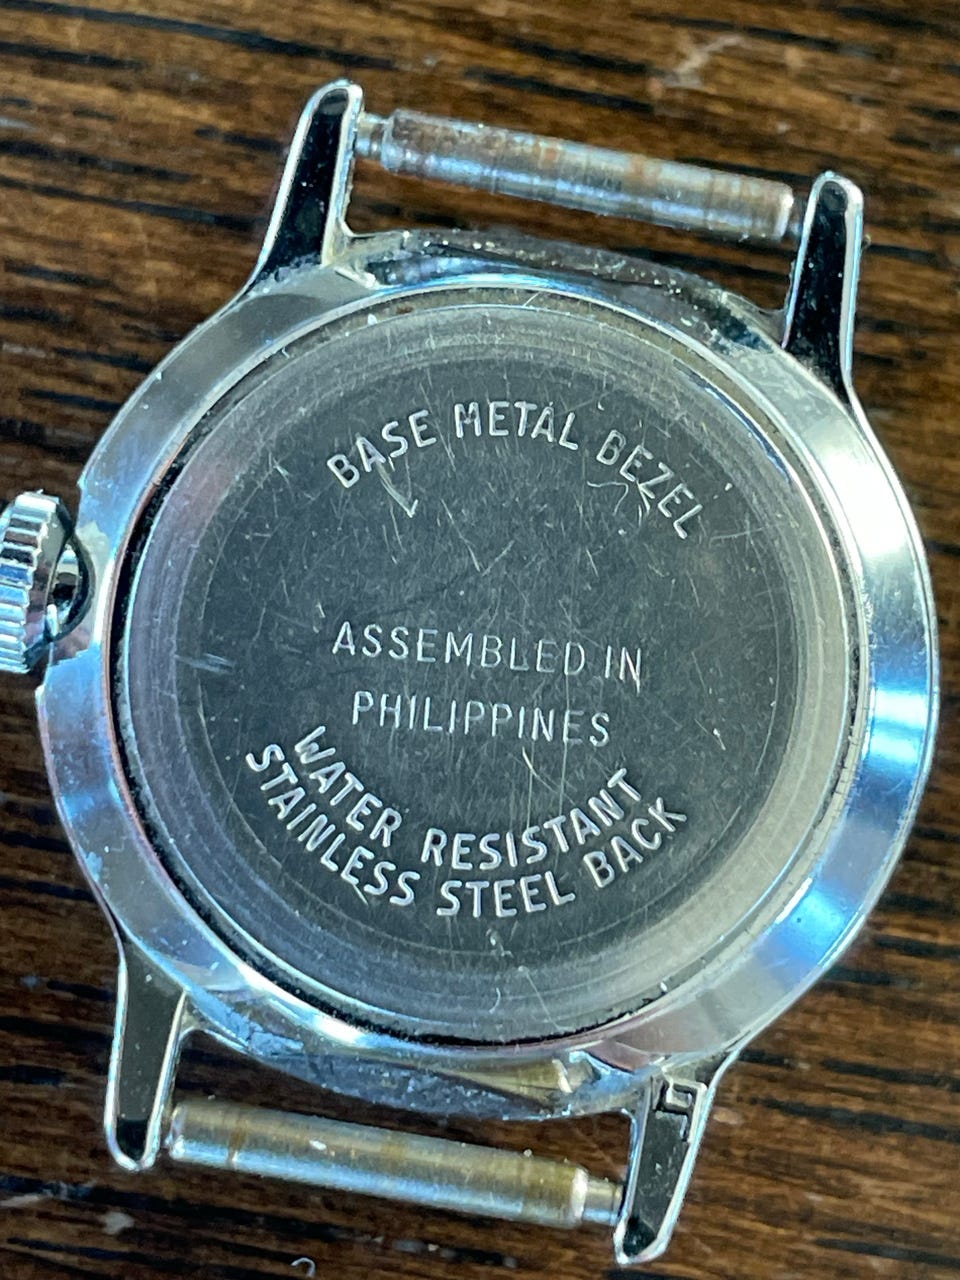 BASE METAL BEZEL
ASSEMBLED IN
PHILIPPINES
WATER RESISTANT
STAINLESS STEEL BACK